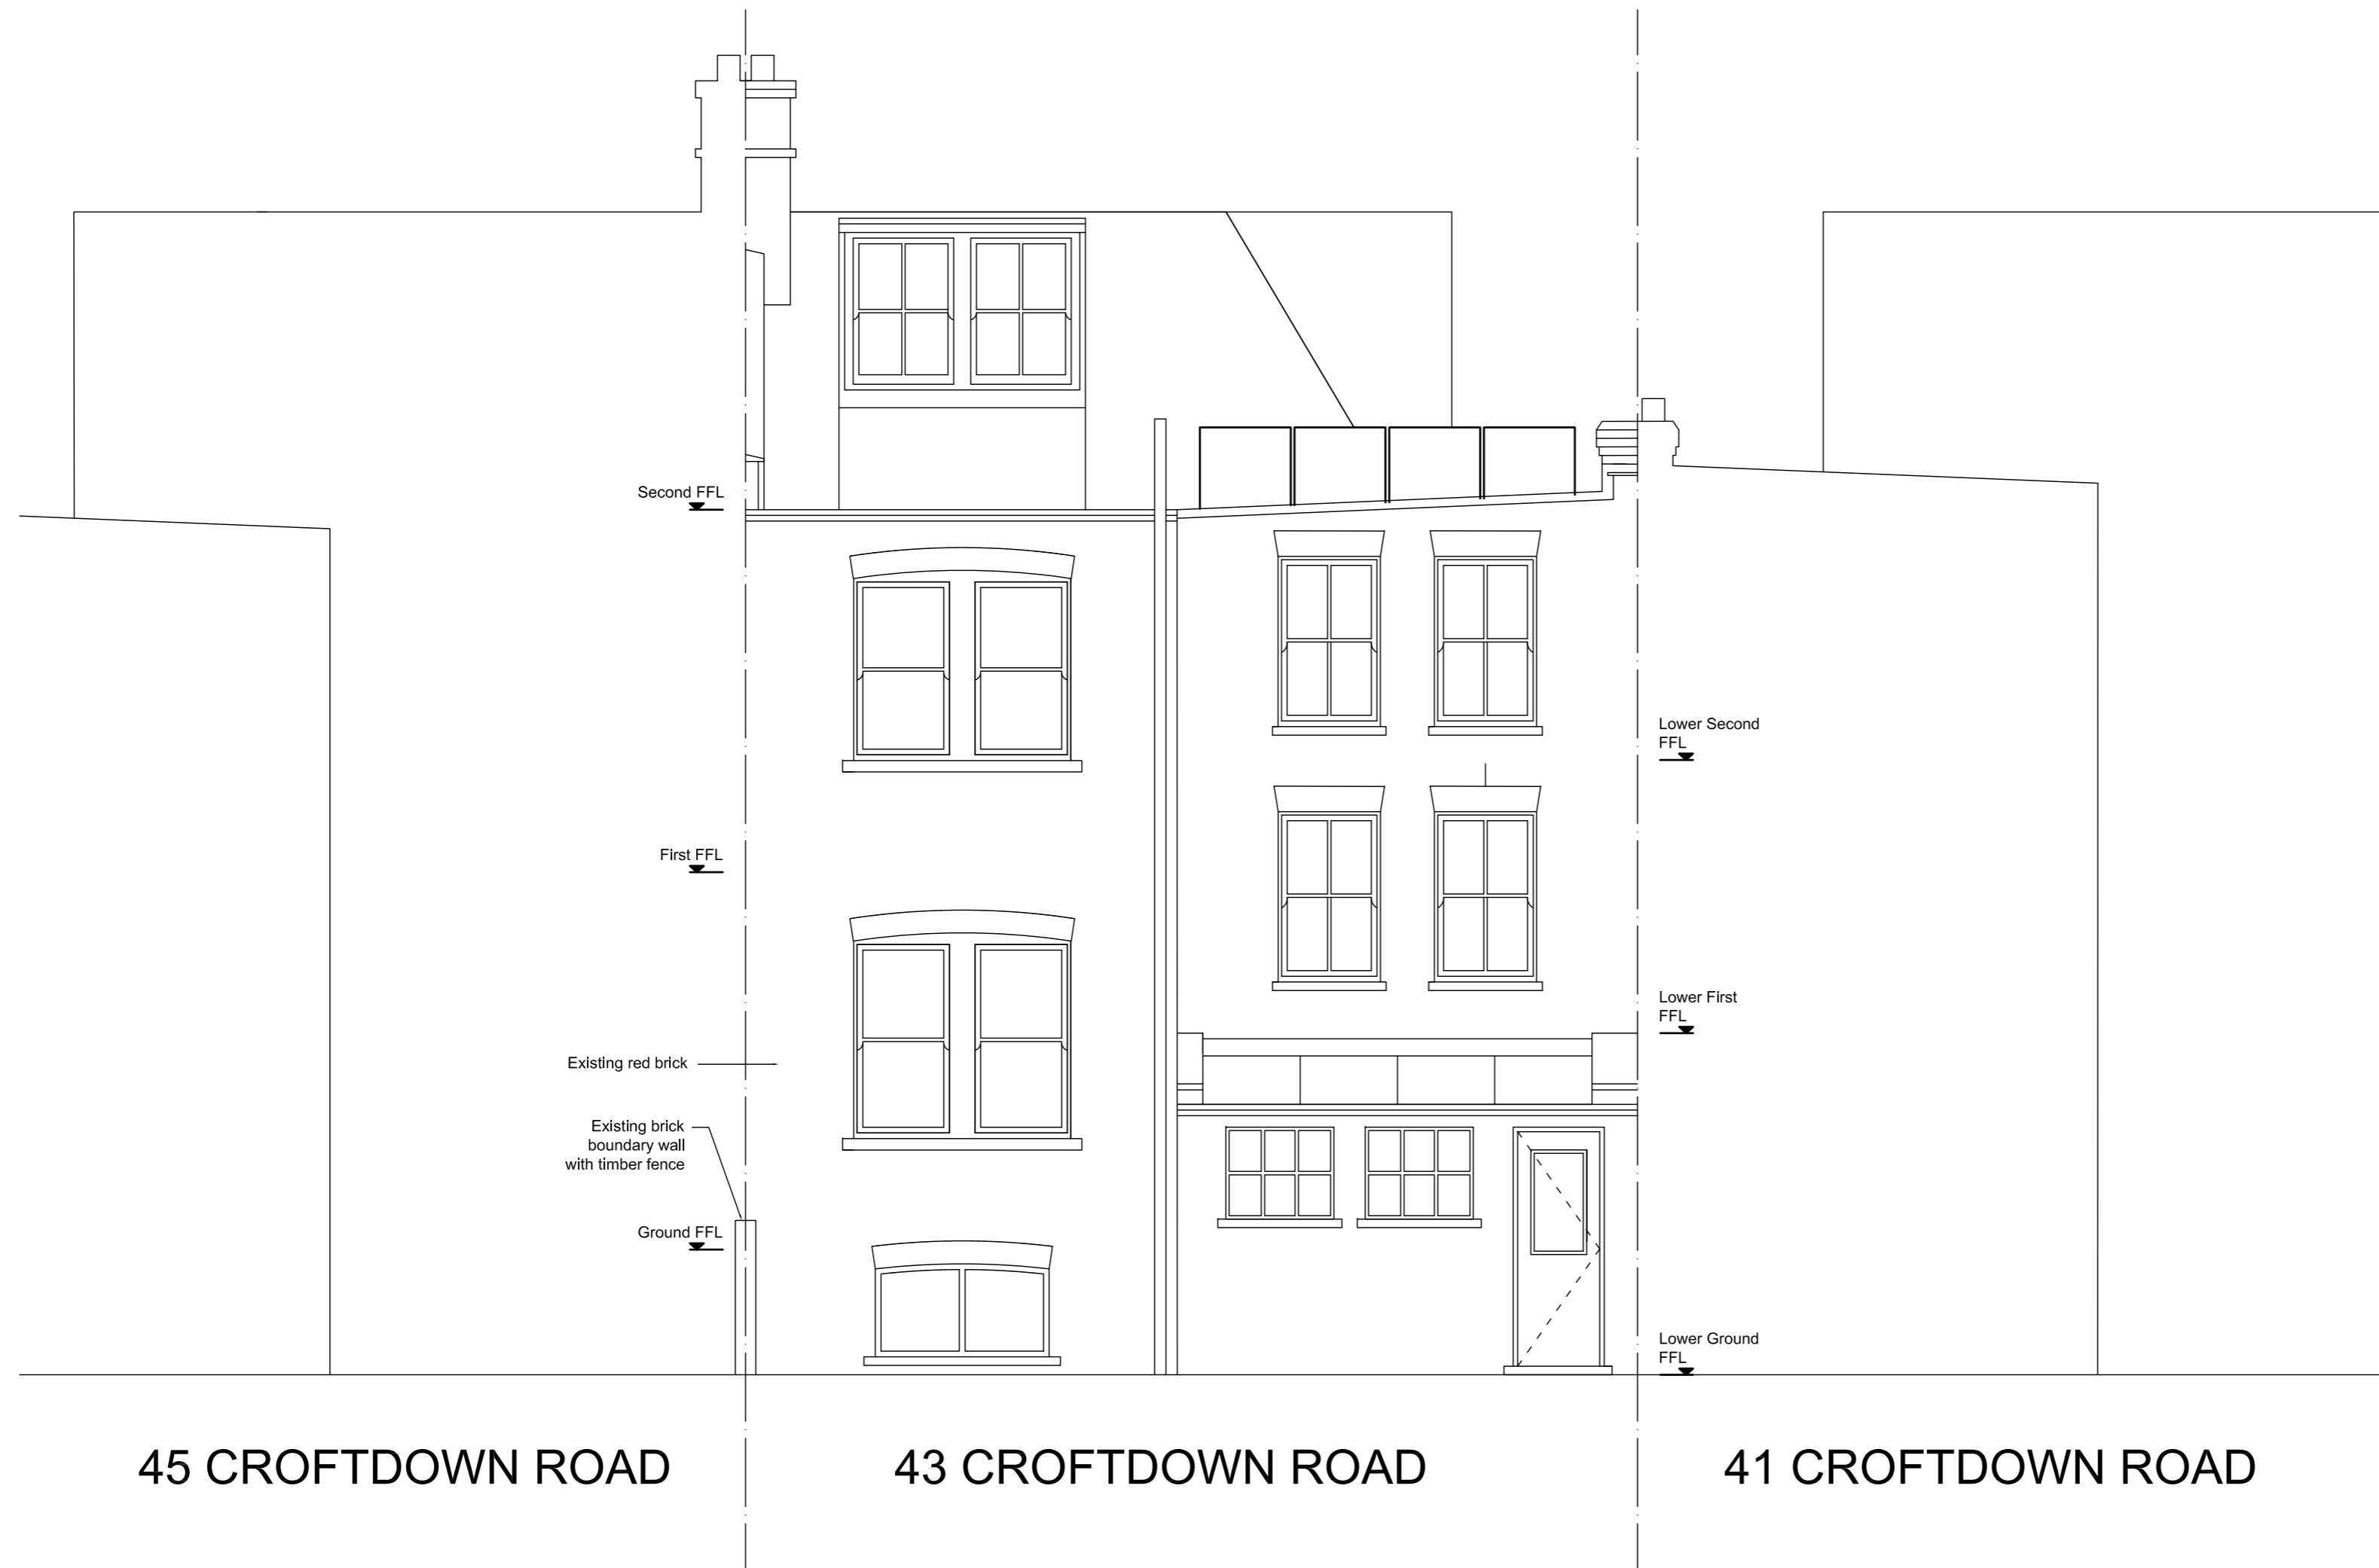 Second FFL
Lower Second
FFL
First FFL
Lower First
FFL
Existing red brick
Existing brick
boundary wall
with timber fence
Ground FFL
Lower Ground
FFL
45 CROFTDOWN ROAD
43 CROFTDOWN ROAD
41 CROFTDOWN ROAD